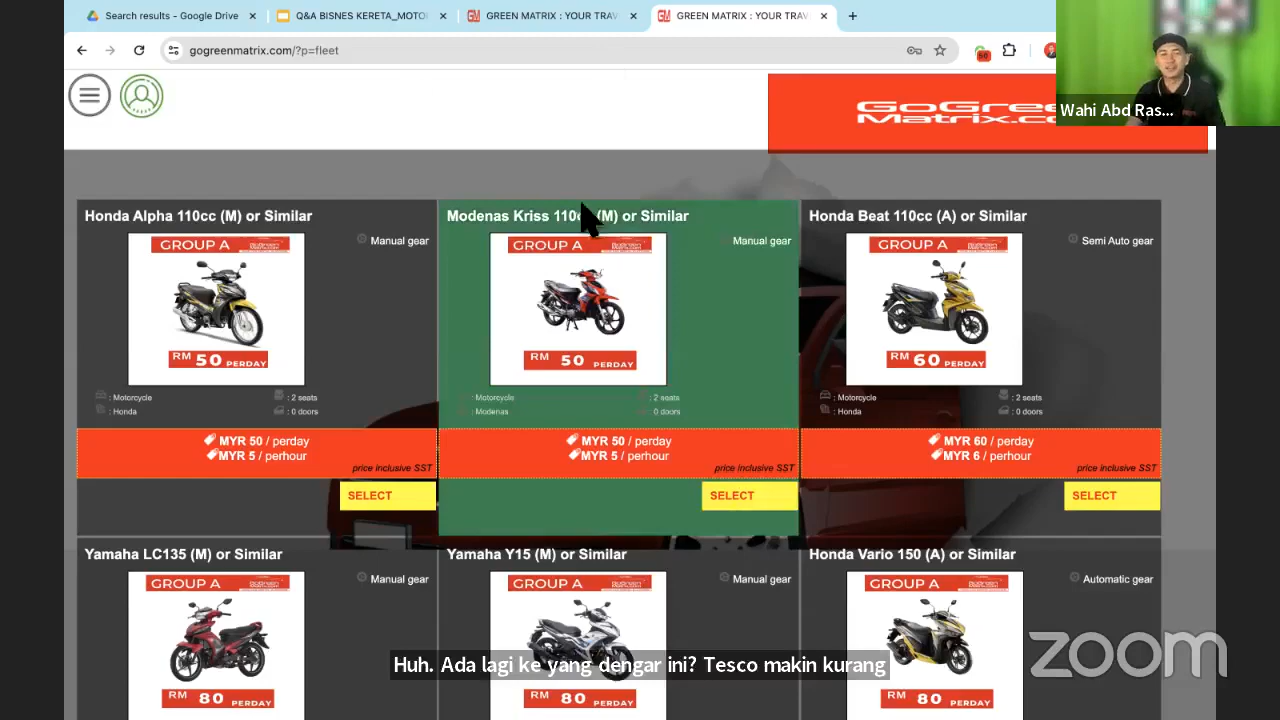 Search results - Google Drive
Q&A BISNES KERETA_MOTO
GREEN MATRIX : YOUR TRAV
GREEN MATRIX : YOUR TRAV
gogreenmatrix.com/?p=fleet
50
Wahi Abd Ras...
Honda Alpha 110cc (M) or Similar
Manual gear
GROUP A
RM 50 PERDAY
: Motorcycle
: 2 seats
: Honda
: 0 doors
MYR 50 / perday
MYR 5 / perhour
price inclusive SST
SELECT
Modenas Kriss 110cc (M) or Similar
Manual gear
GROUP A
RM 50 PERDAY
: Motorcycle
: 2 seats
: Modenas
: 0 doors
MYR 50 / perday
MYR 5 / perhour
price inclusive SST
SELECT
Honda Beat 110cc (A) or Similar
Semi Auto gear
GROUP A
RM 60 PERDAY
: Motorcycle
: 2 seats
: Honda
: 0 doors
MYR 60 / perday
MYR 6 / perhour
price inclusive SST
SELECT
Yamaha LC135 (M) or Similar
Manual gear
GROUP A
RM 80 PERDAY
Yamaha Y15 (M) or Similar
Manual gear
GROUP A
RM 80 PERDAY
Honda Vario 150 (A) or Similar
Automatic gear
GROUP A
RM 80 PERDAY
Huh. Ada lagi ke yang dengar ini? Tesco makin kurang
zoom